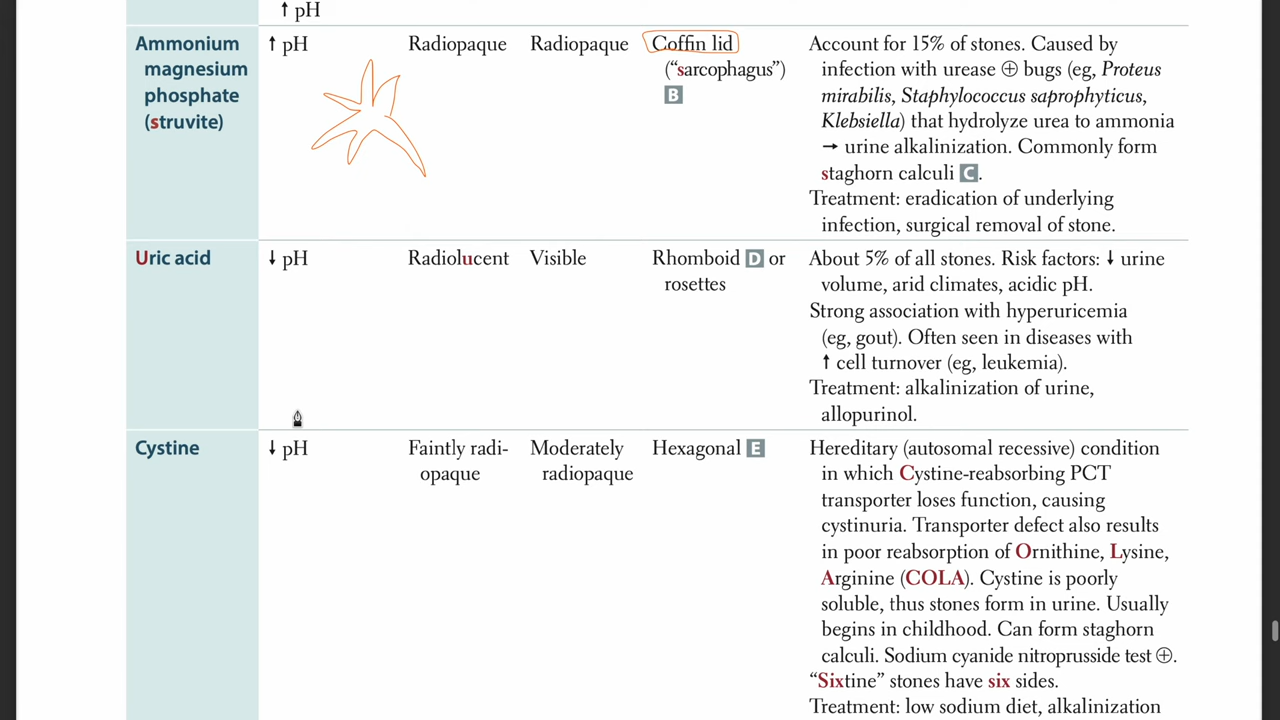 ↑ pH
Ammonium magnesium phosphate (struvite)
↑ pH
Radiopaque
Radiopaque
Coffin lid
(“sarcophagus”)
B
Account for 15% of stones. Caused by
infection with urease ⊕ bugs (eg, Proteus
mirabilis, Staphylococcus saprophyticus,
Klebsiella) that hydrolyze urea to ammonia
→ urine alkalinization. Commonly form
staghorn calculi C.
Treatment: eradication of underlying
infection, surgical removal of stone.
Uric acid
↓ pH
Radiolucent
Visible
Rhomboid D or
rosettes
About 5% of all stones. Risk factors: ↓ urine
volume, arid climates, acidic pH.
Strong association with hyperuricemia
(eg, gout). Often seen in diseases with
↑ cell turnover (eg, leukemia).
Treatment: alkalinization of urine,
allopurinol.
Cystine
↓ pH
Faintly radi-
opaque
Moderately
radiopaque
Hexagonal E
Hereditary (autosomal recessive) condition
in which Cystine-reabsorbing PCT
transporter loses function, causing
cystinuria. Transporter defect also results
in poor reabsorption of Ornithine, Lysine,
Arginine (COLA). Cystine is poorly
soluble, thus stones form in urine. Usually
begins in childhood. Can form staghorn
calculi. Sodium cyanide nitroprusside test ⊕.
“Sixtine” stones have six sides.
Treatment: low sodium diet, alkalinization